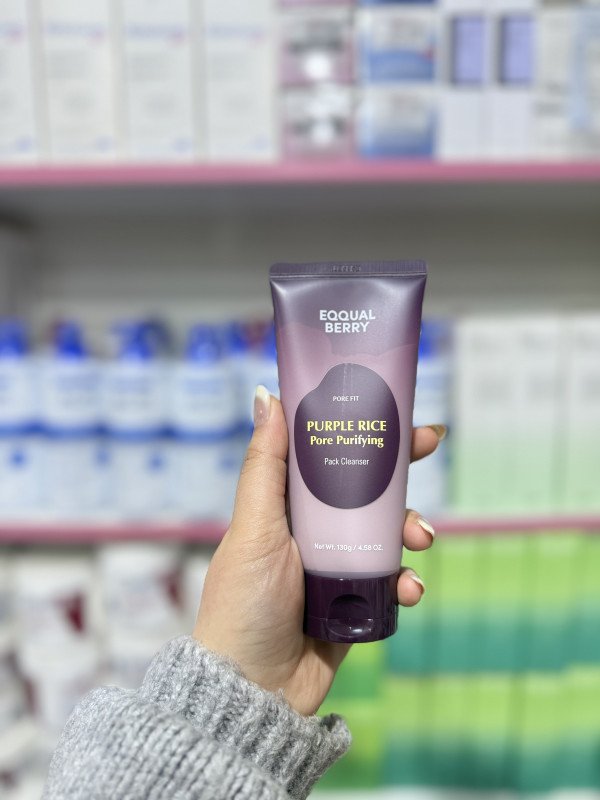 EQQUAL
BERRY
PORE FIT
PURPLE RICE
Pore Purifying
Pack Cleanser
Net Wt. 130g / 4.58 OZ.